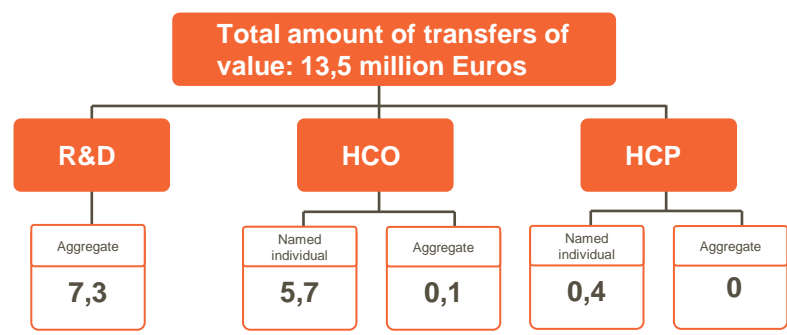 Total amount of transfers of
value: 13,5 million Euros
R&D
HCO
HCP
Aggregate
7,3
Named
individual
5,7
Aggregate
0,1
Named
individual
0,4
Aggregate
0